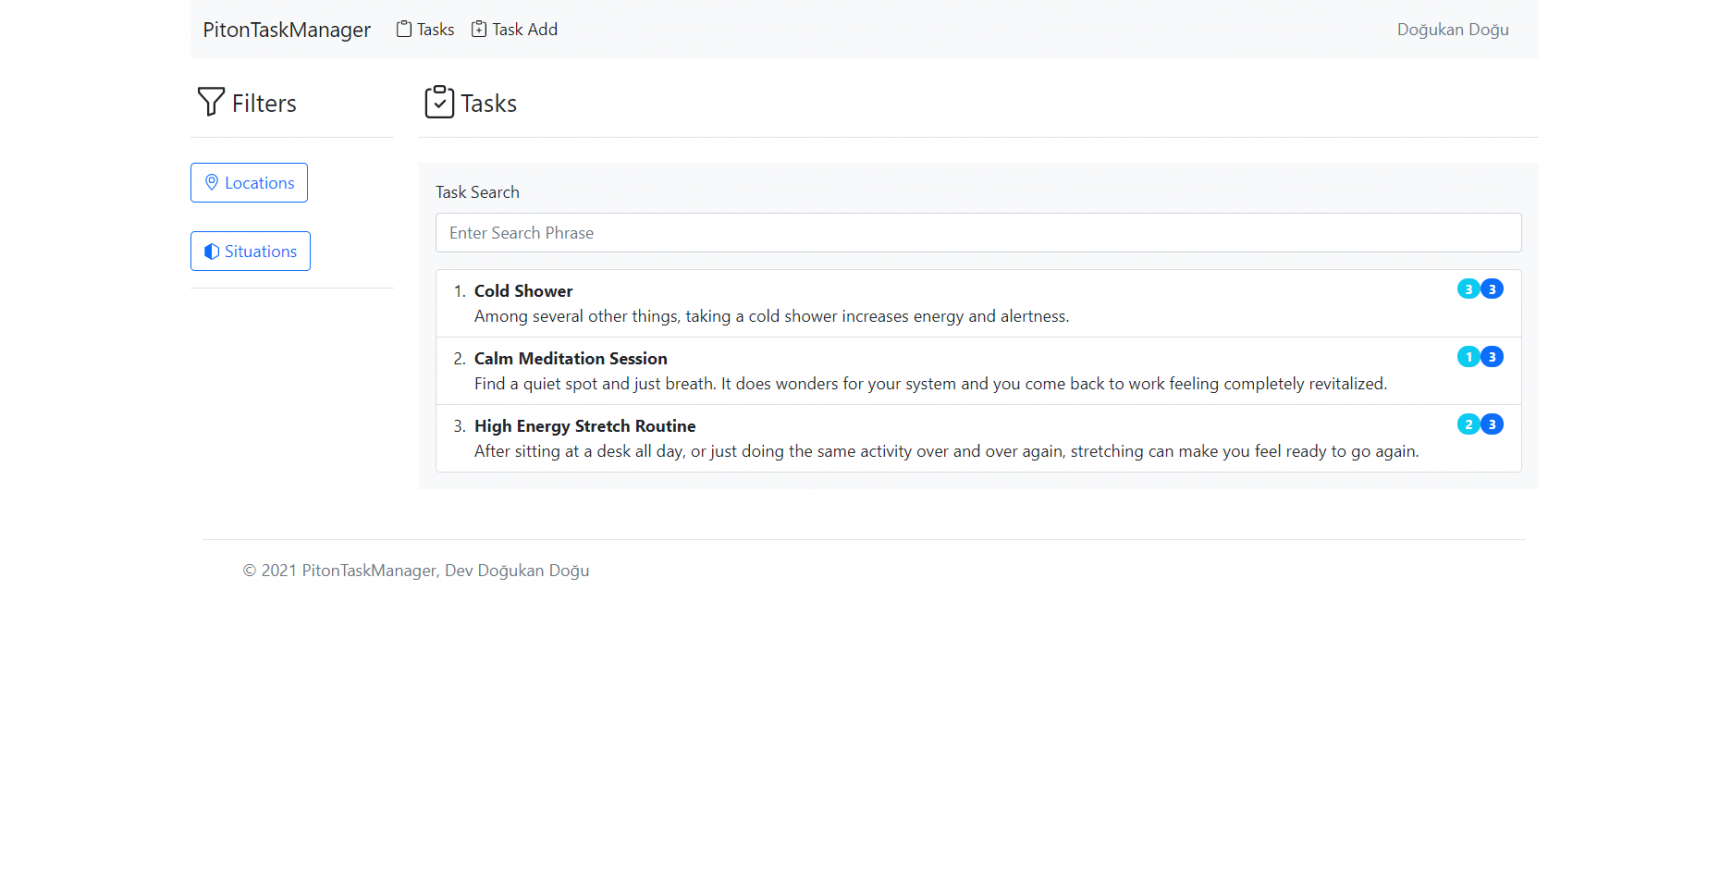 PitonTaskManager Tasks Task Add Doğukan Doğu
Filters
Tasks
Locations
Situations
Task Search
Enter Search Phrase
1. Cold Shower 3 3
Among several other things, taking a cold shower increases energy and alertness.
2. Calm Meditation Session 1 3
Find a quiet spot and just breath. It does wonders for your system and you come back to work feeling completely revitalized.
3. High Energy Stretch Routine 2 3
After sitting at a desk all day, or just doing the same activity over and over again, stretching can make you feel ready to go again.
© 2021 PitonTaskManager, Dev Doğukan Doğu